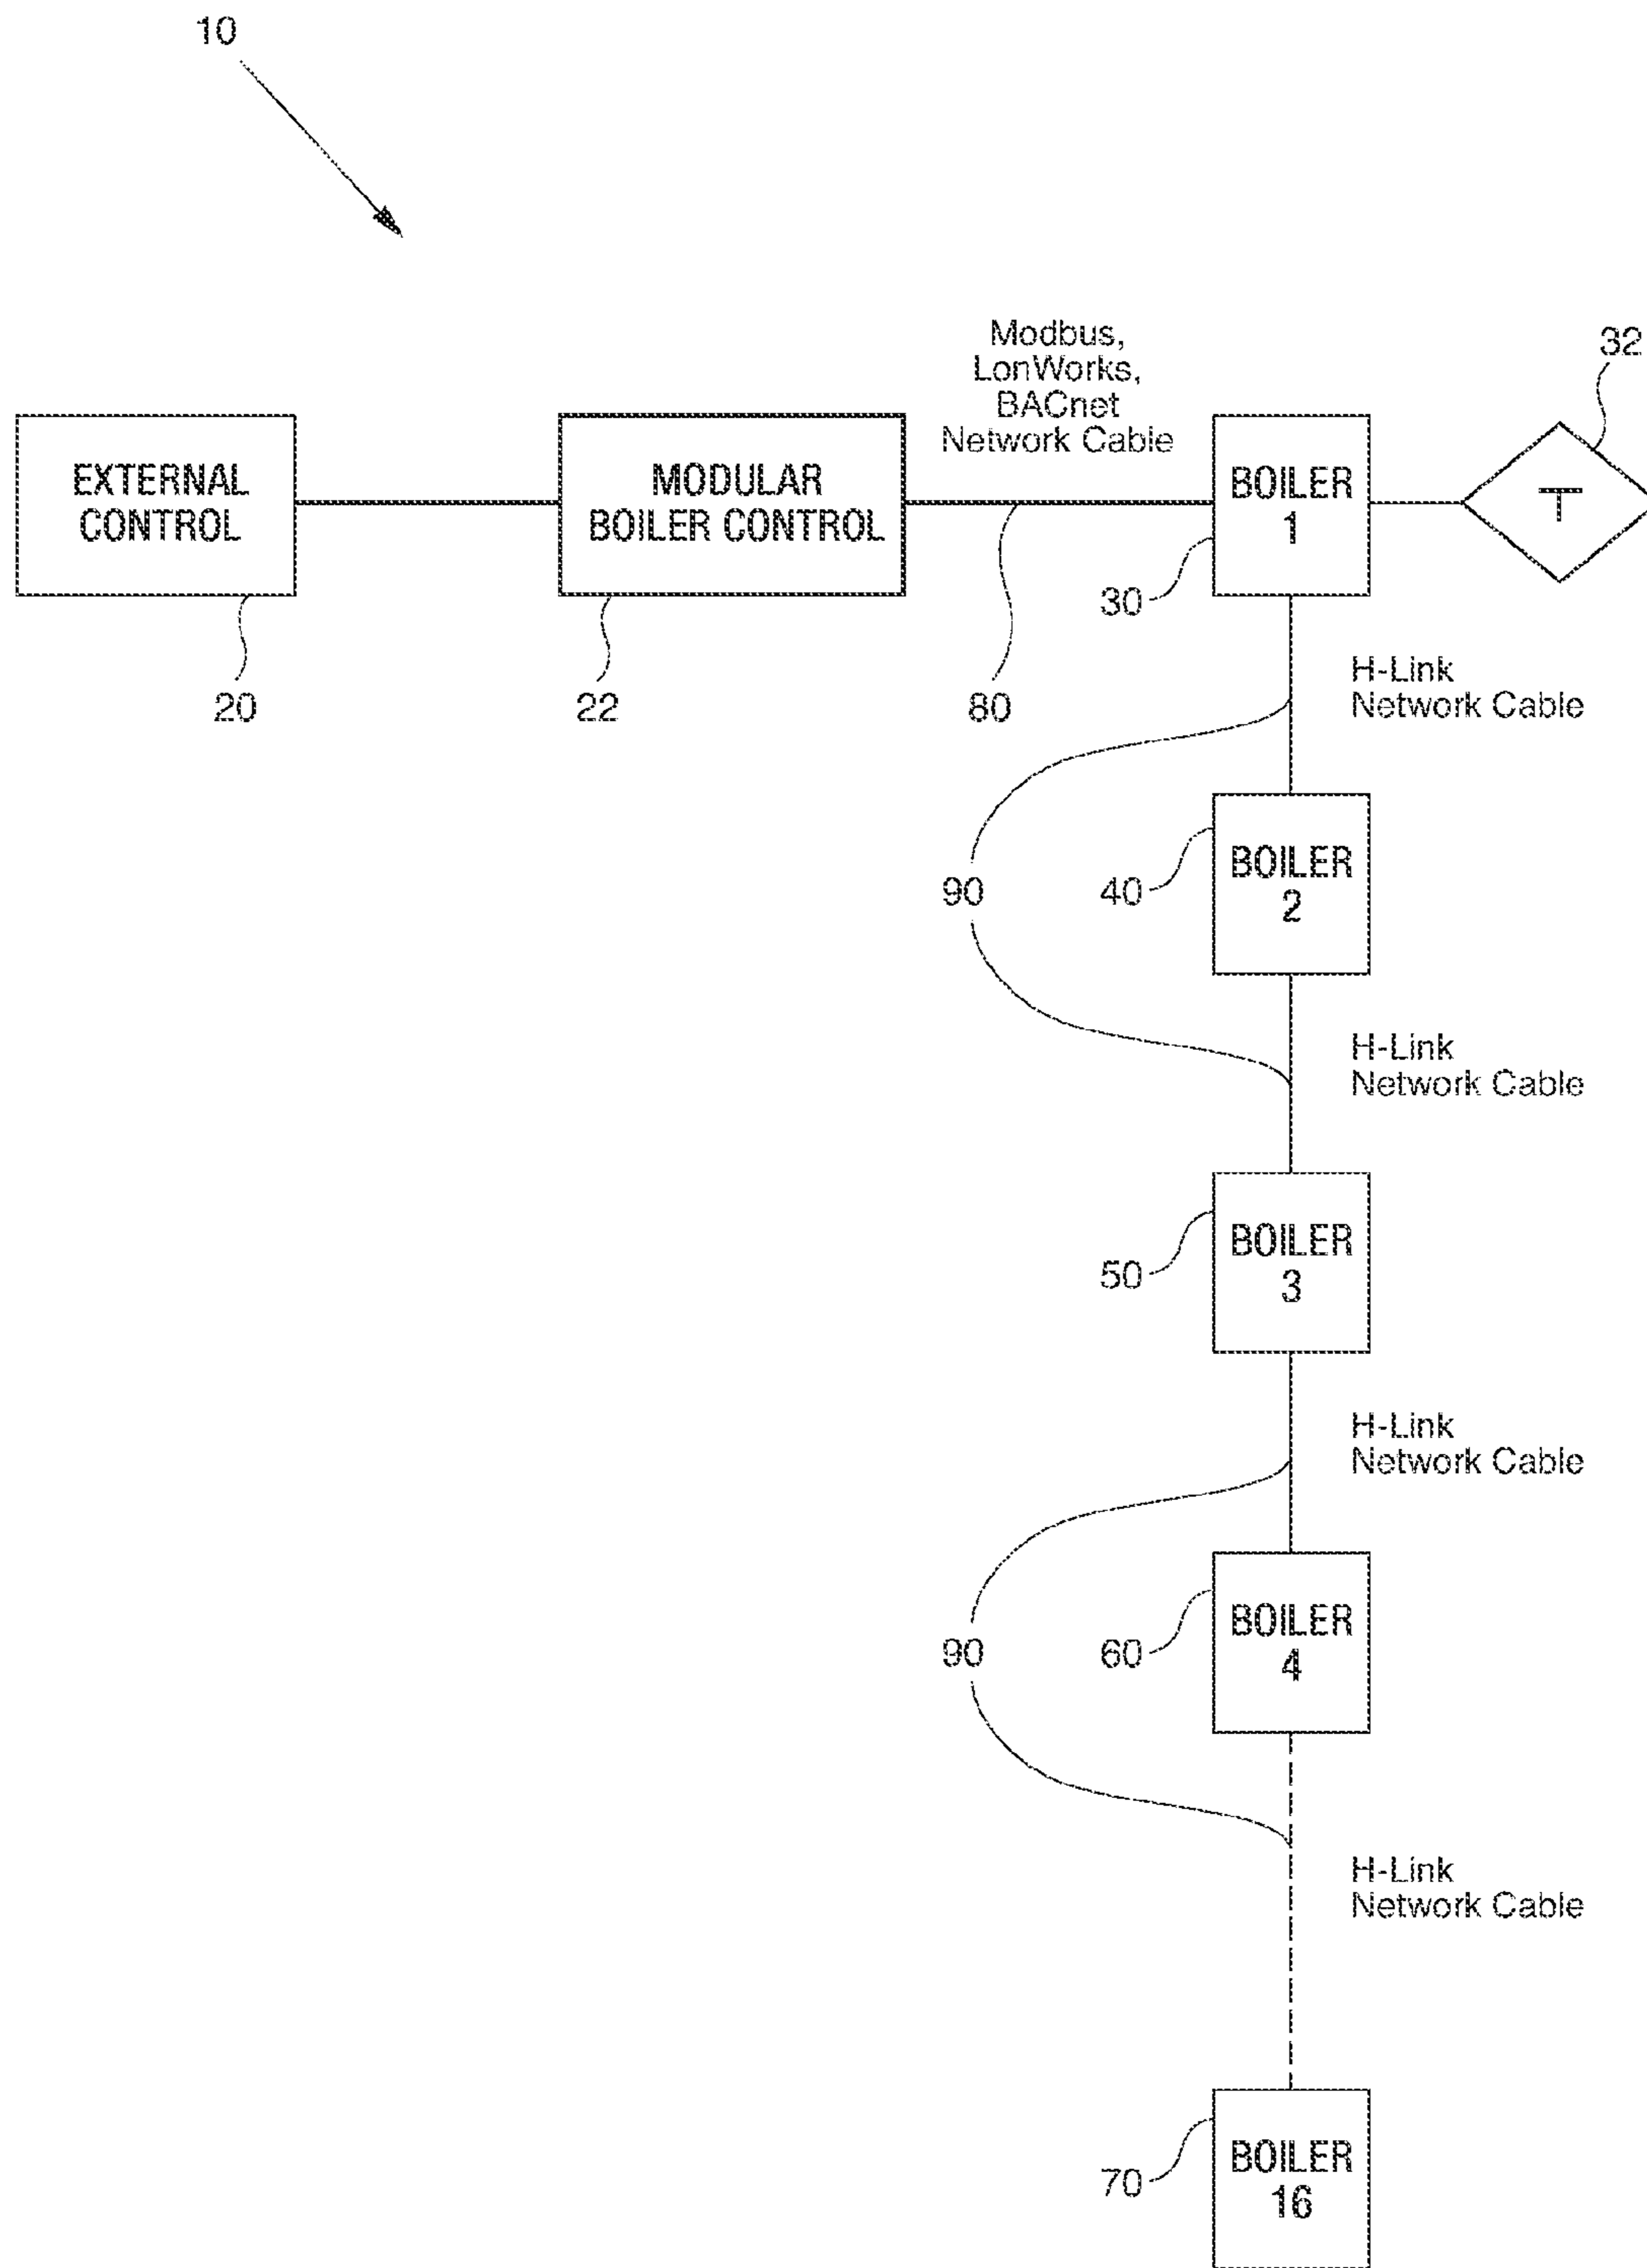 10
Modbus,
LonWorks,
BACnet
Network Cable
32
EXTERNAL
CONTROL
MODULAR
BOILER CONTROL
BOILER
1
T
30
20
22
80
H-Link
Network Cable
90
40
BOILER
2
H-Link
Network Cable
50
BOILER
3
H-Link
Network Cable
90
60
BOILER
4
H-Link
Network Cable
70
BOILER
16